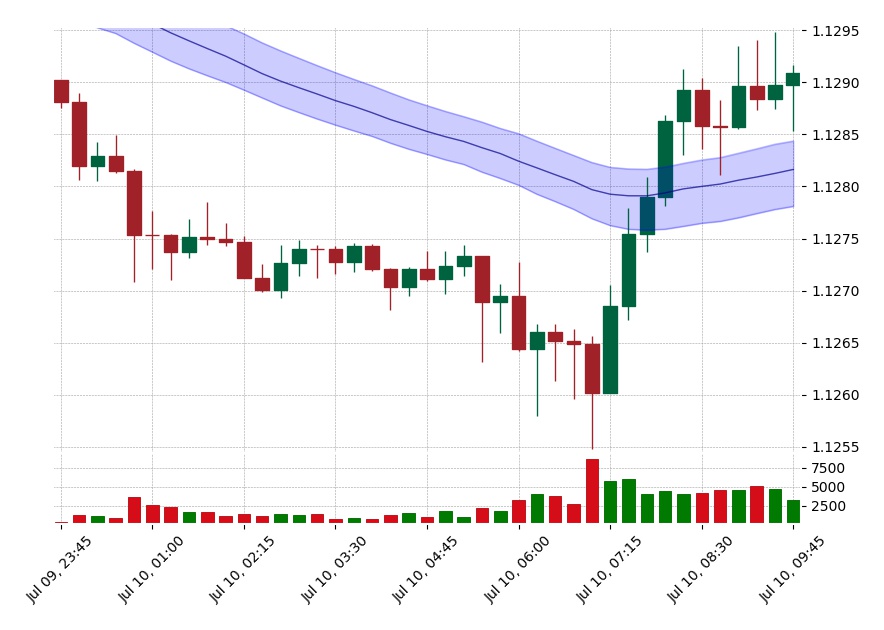 1.1295
1.1290
1.1285
1.1280
1.1275
1.1270
1.1265
1.1260
1.1255
7500
5000
2500
Jul 09, 23:45
Jul 10, 01:00
Jul 10, 02:15
Jul 10, 03:30
Jul 10, 04:45
Jul 10, 06:00
Jul 10, 07:15
Jul 10, 08:30
Jul 10, 09:45